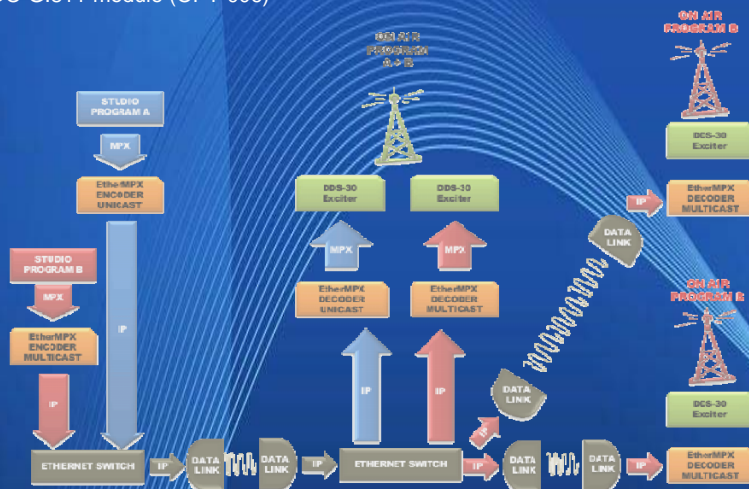 module
ON AIR
PROGRAM B
ON AIR
PROGRAM
A + B
STUDIO
PROGRAM A
MPX
EtherMPX
ENCODER
UNICAST
DCS-30
Exciter
DDS-30
Exciter
DDS-30
Exciter
IP
EtherMPX
DECODER
MULTICAST
DATA
LINK
MPX
MPX
STUDIO
PROGRAM B
MPX
EtherMPX
DECODER
UNICAST
EtherMPX
DECODER
MULTICAST
ON AIR
PROGRAM B
EtherMPX
ENCODER
MULTICAST
IP
IP
IP
IP
DATA
LINK
DCS-30
Exciter
IP
ETHERNET SWITCH
IP
DATA
LINK
DATA
LINK
IP
ETHERNET SWITCH
IP
DATA
LINK
DATA
LINK
IP
EtherMPX
DECODER
MULTICAST